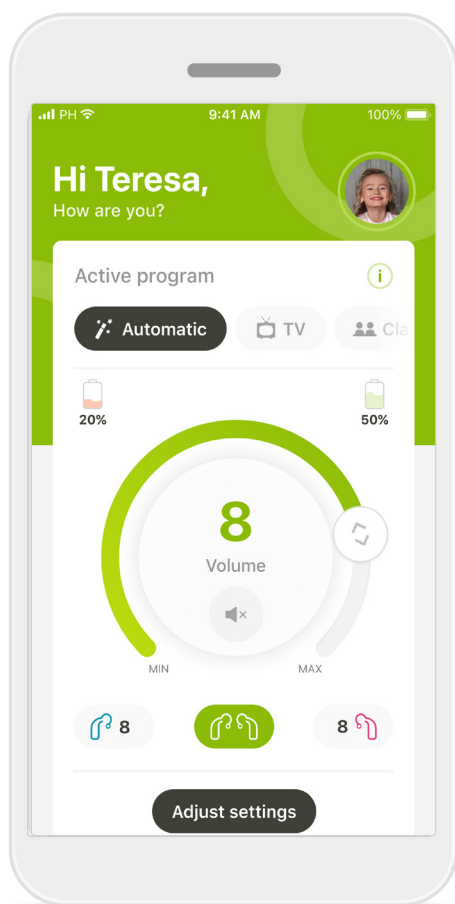 PH 9:41 AM 100%
Hi Teresa,
How are you?
Active program
Automatic TV Cla
20% 50%
8
Volume
MIN MAX
8 8
Adjust settings